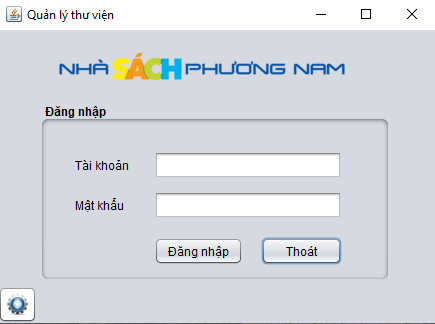 Quản lý thư viện
NHÀ SÁCH PHƯƠNG NAM
Đăng nhập
Tài khoản
Mật khẩu
Đăng nhập
Thoát